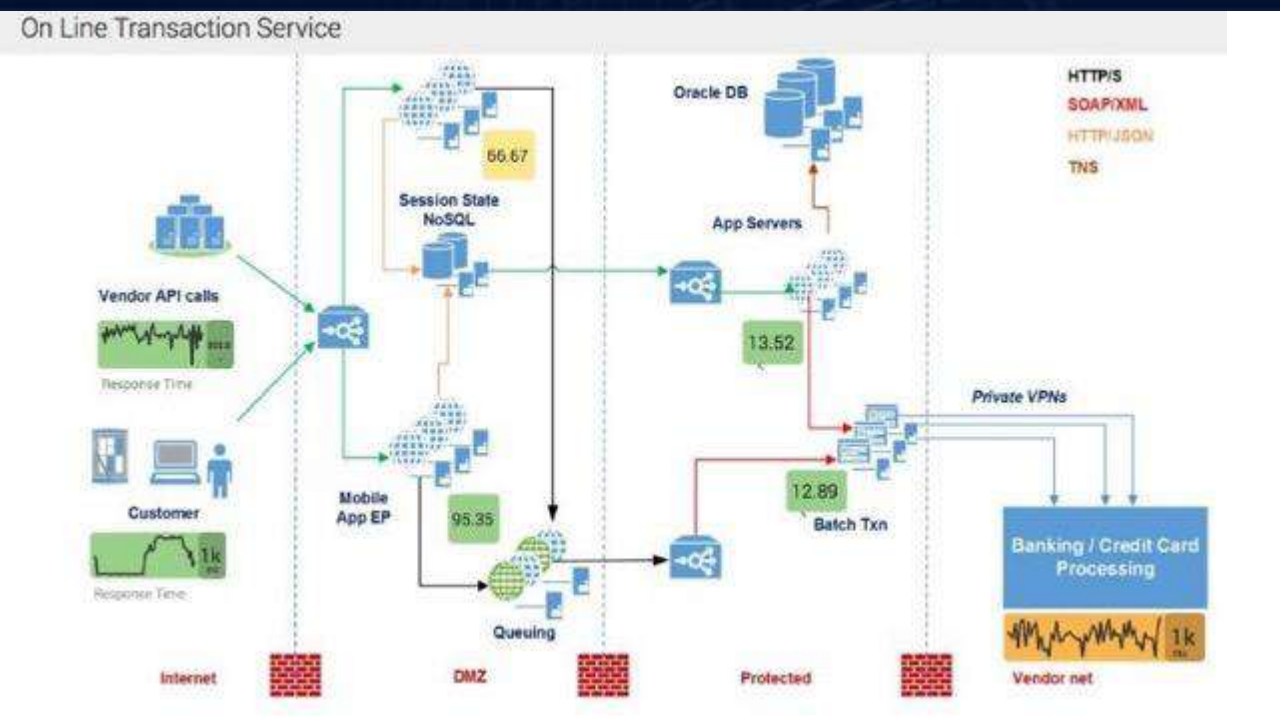 On Line Transaction Service
HTTP/S
SOAP/XML
HTTP/JSON
TNS
Oracle DB
66.67
Session State
NoSQL
App Servers
Vendor API calls
Response Time
13.52
Private VPNs
Customer
1k
Response Time
Mobile
App EP
95.35
12.89
Batch Txn
Banking / Credit Card
Processing
Queuing
1k
Internet
DMZ
Protected
Vendor net